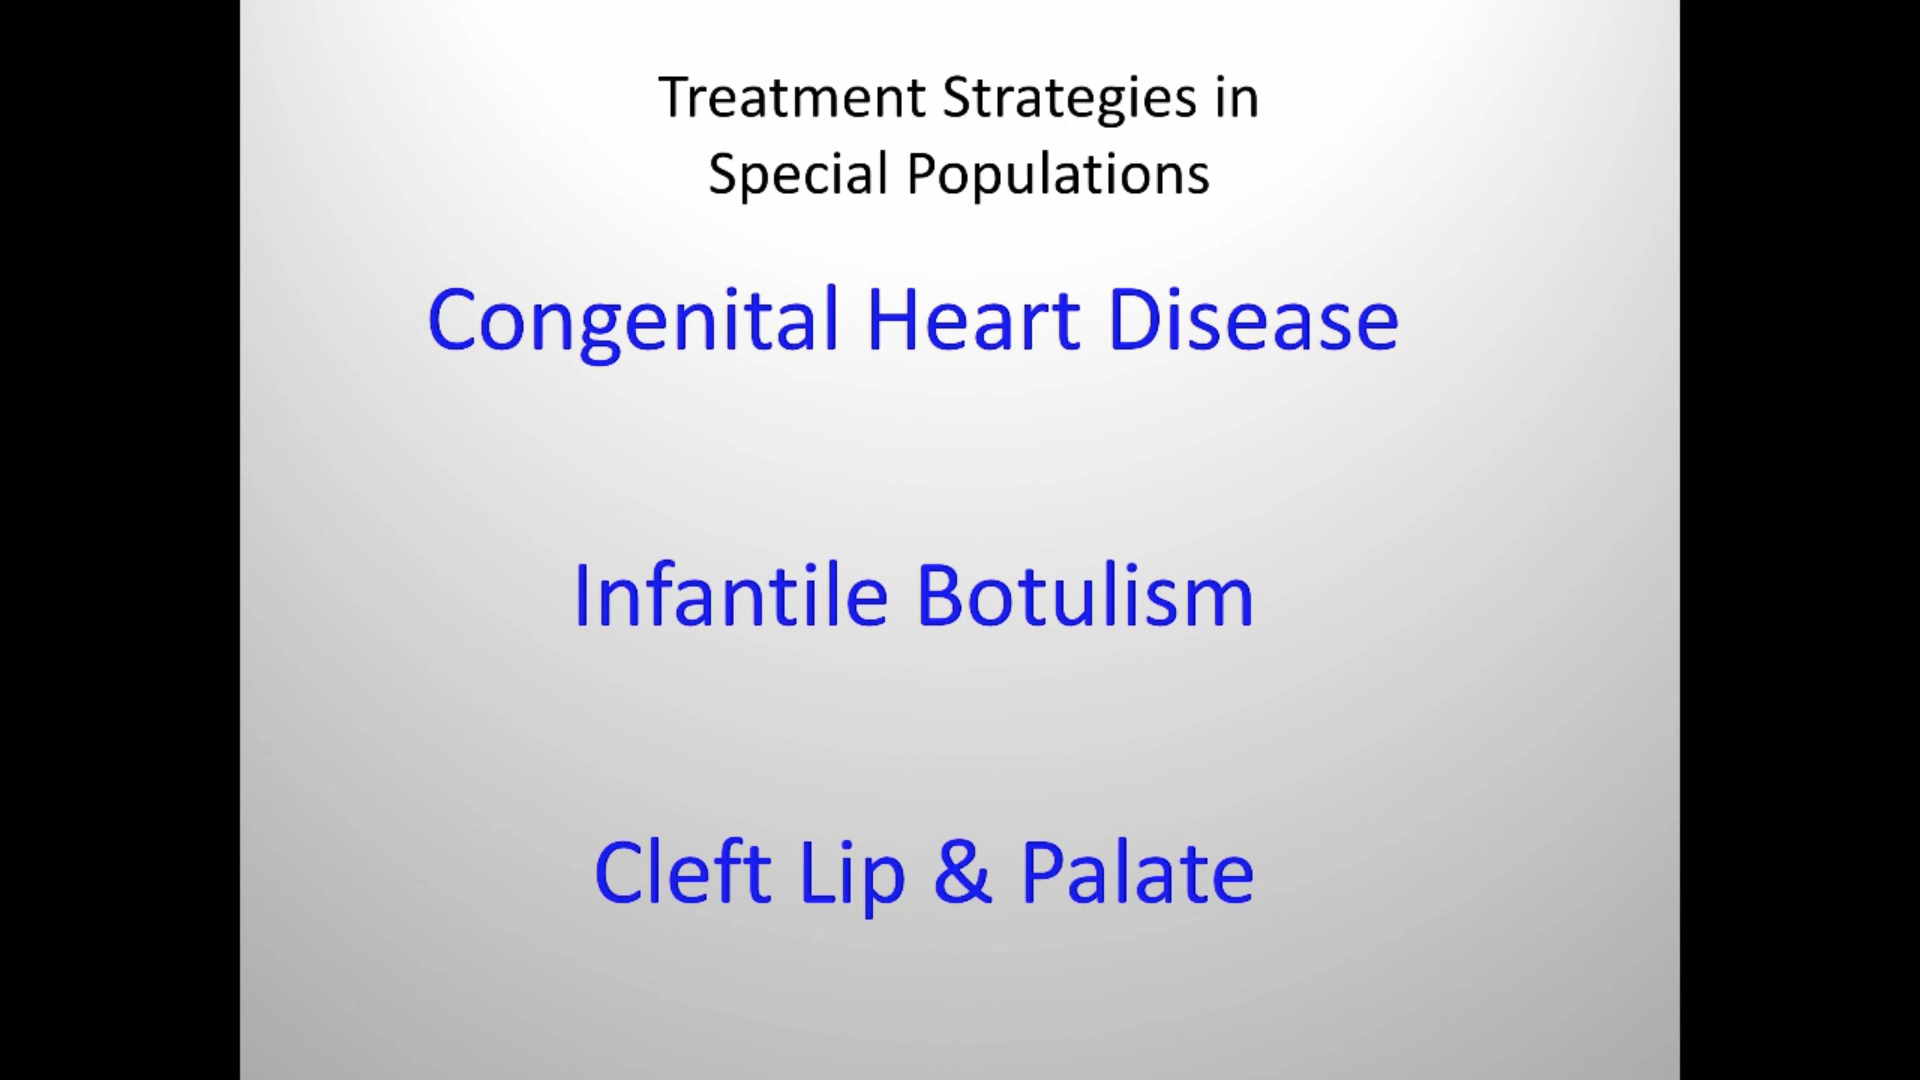 Treatment Strategies in
Special Populations
Congenital Heart Disease
Infantile Botulism
Cleft Lip & Palate